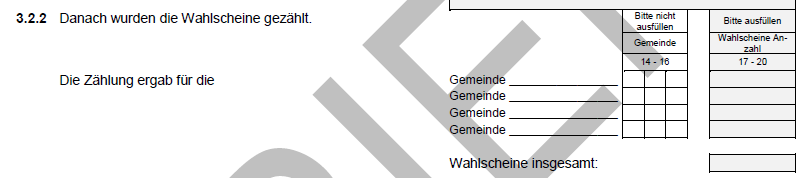 3.2.2 Danach wurden die Wahlscheine gezählt.
Bitte nicht ausfüllen
Bitte ausfüllen
Gemeinde
Wahlscheine An-
zahl
14 - 16
17 - 20
Die Zählung ergab für die
Gemeinde
Gemeinde
Gemeinde
Gemeinde
Wahlscheine insgesamt: